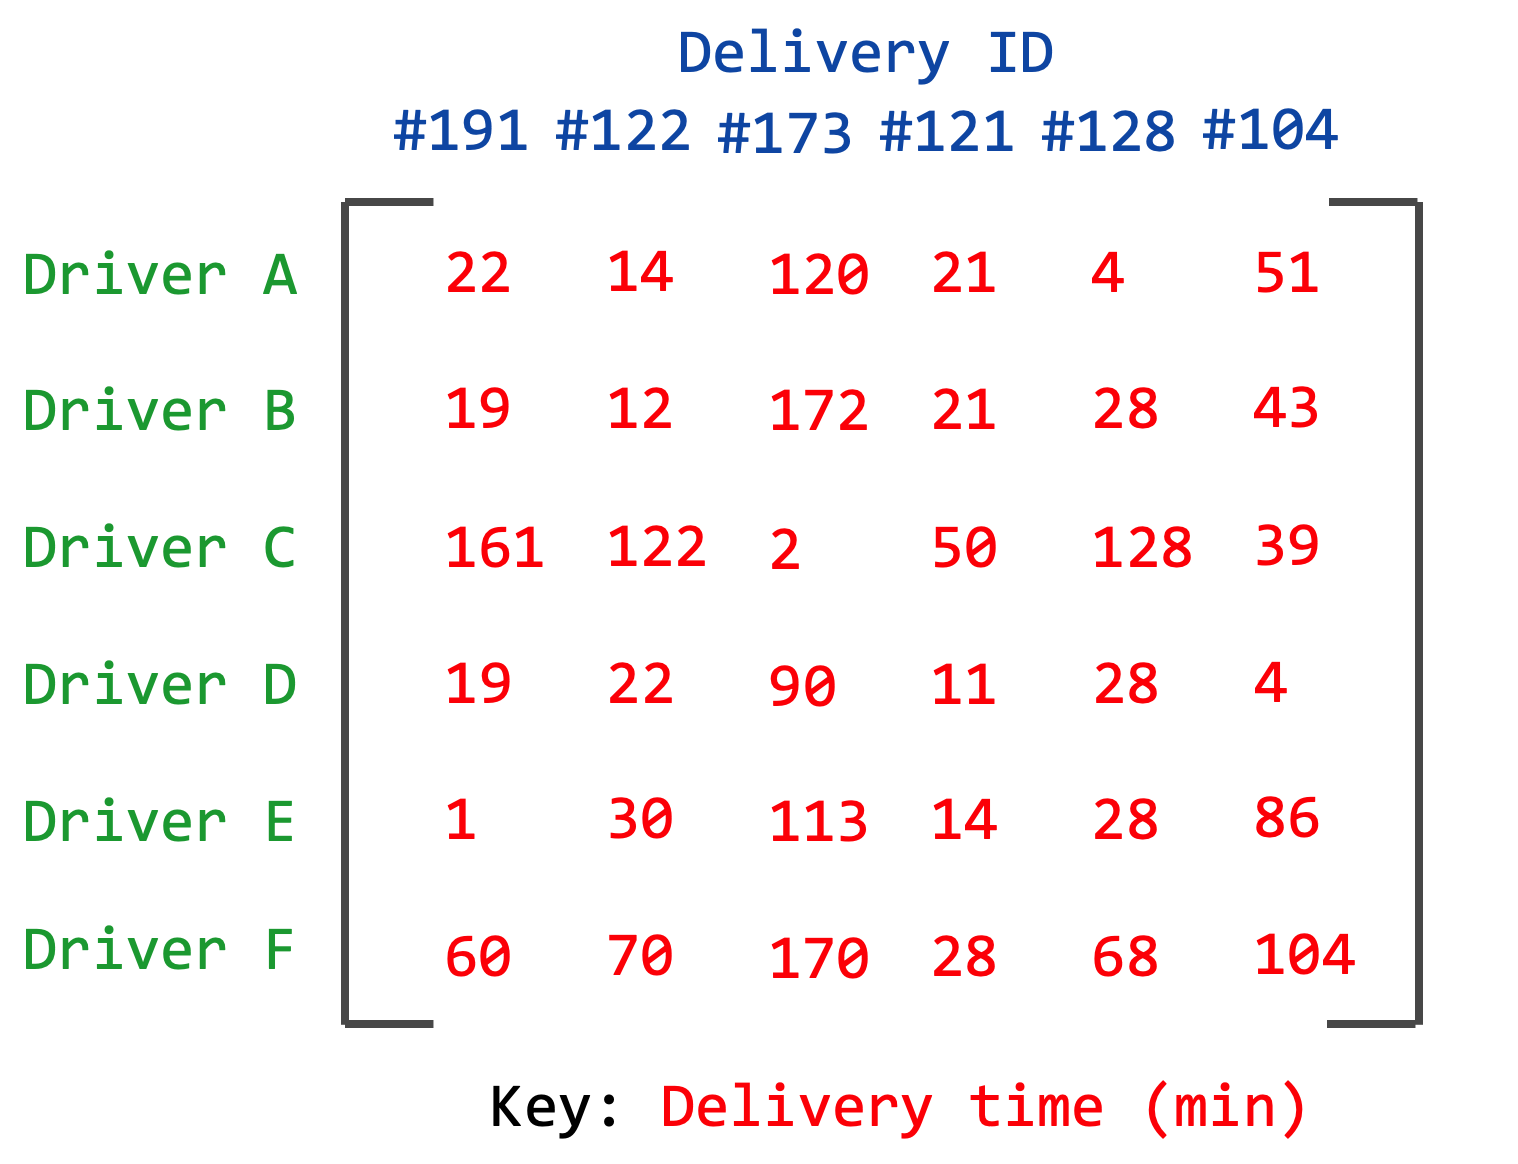 Delivery ID
#191 #122 #173 #121 #128 #104
Driver A 22 14 120 21 4 51
Driver B 19 12 172 21 28 43
Driver C 161 122 2 50 128 39
Driver D 19 22 90 11 28 4
Driver E 1 30 113 14 28 86
Driver F 60 70 170 28 68 104
Key: Delivery time (min)